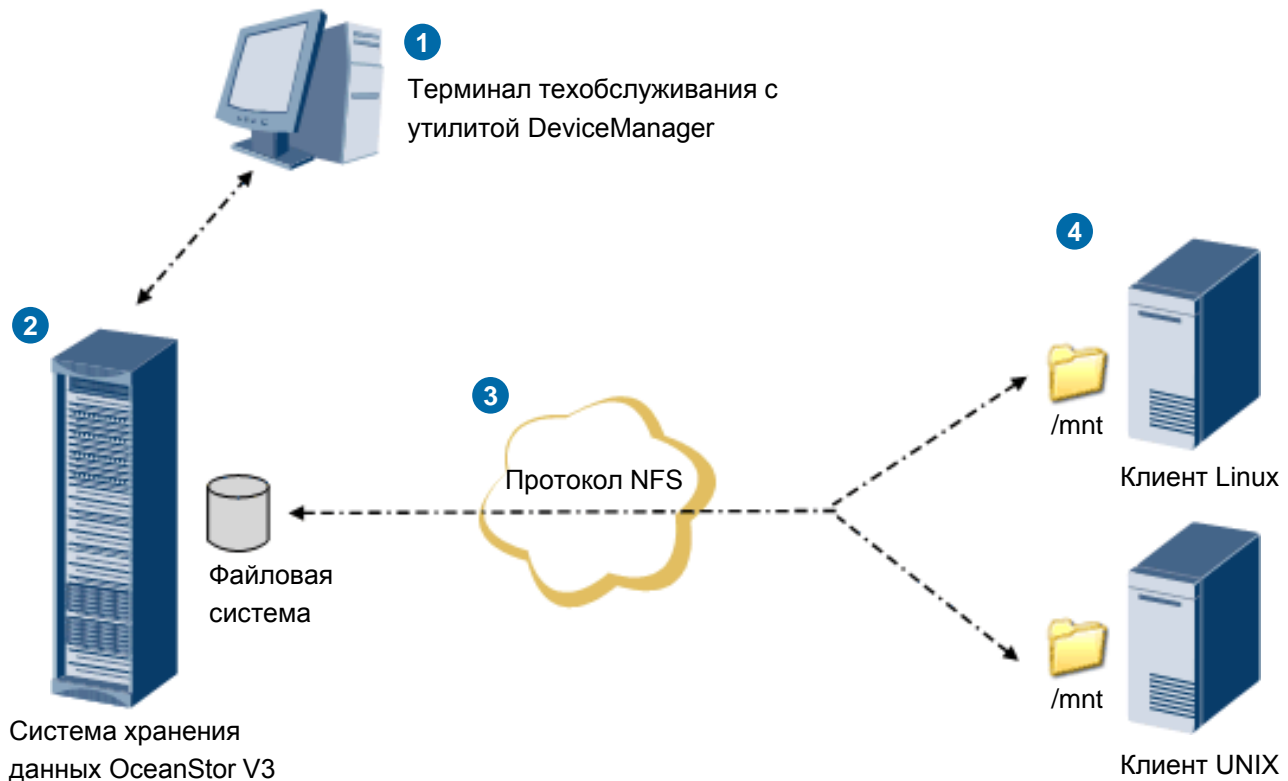 1
Терминал техобслуживания с
утилитой DeviceManager
2
Файловая
система
Система хранения
данных OceanStor V3
3
Протокол NFS
4
/mnt
Клиент Linux
/mnt
Клиент UNIX